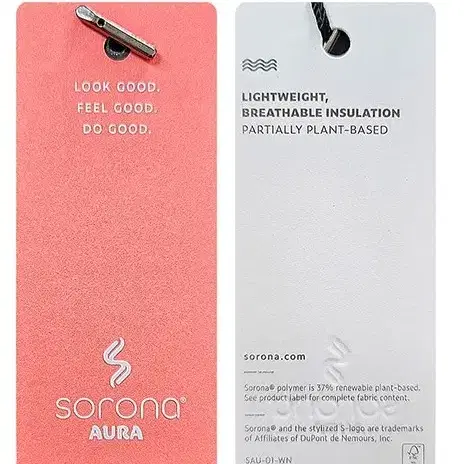 LOOK GOOD.
FEEL GOOD.
DO GOOD.
sorona®
AURA
LIGHTWEIGHT,
BREATHABLE INSULATION
PARTIALLY PLANT-BASED
sorona.com
Sorona® polymer is 37% renewable plant-based.
See product label for complete fabric content.
Sorona® and the stylized S-logo are trademarks
of Affiliates of DuPont de Nemours, Inc.
SAU-01-WN